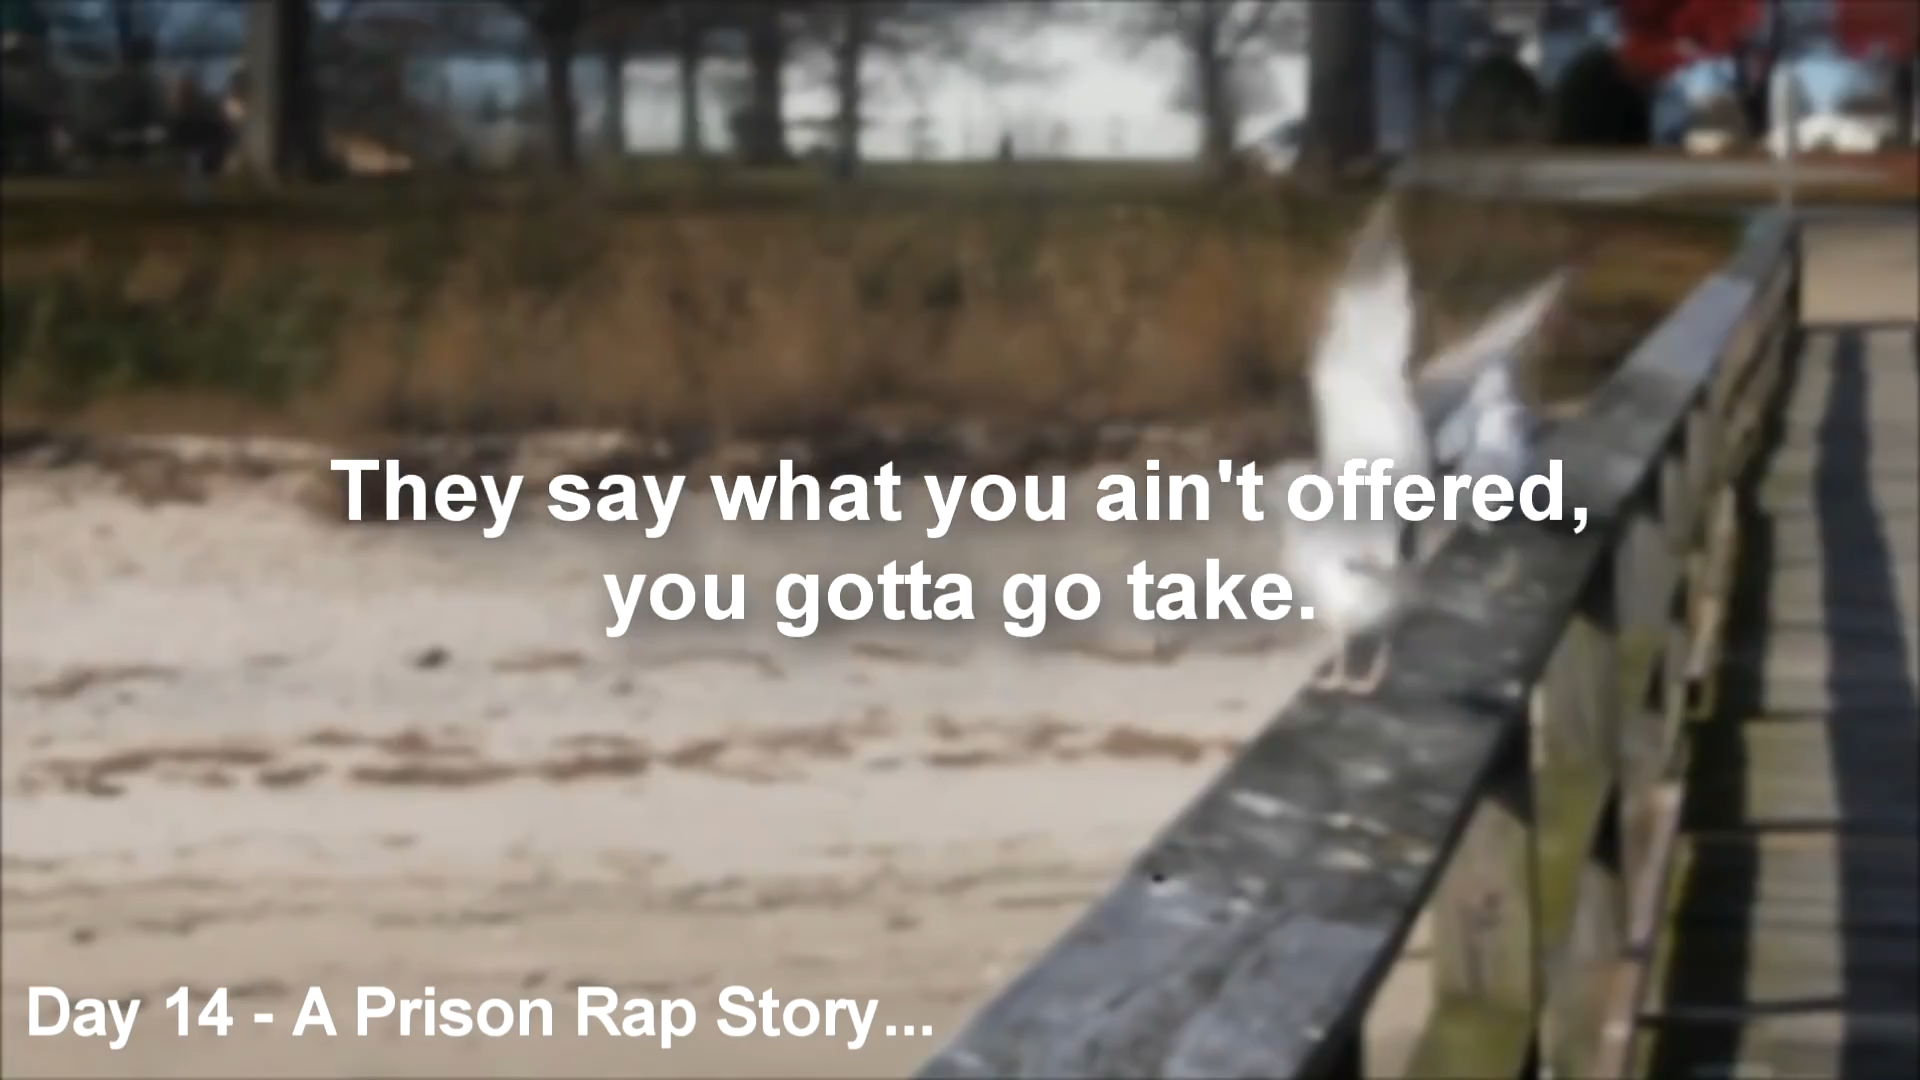 They say what you ain't offered,
you gotta go take.
Day 14 - A Prison Rap Story...